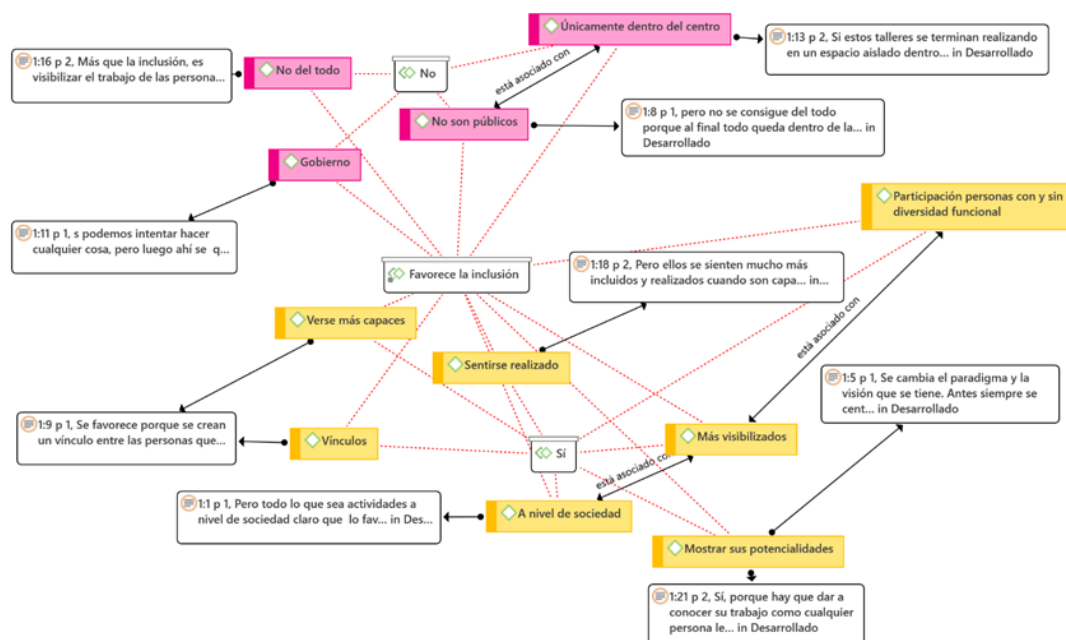 Únicamente dentro del centro
1:13 p 2, Si estos talleres se terminan realizando
en un espacio aislado dentro... in Desarrollado
1:16 p 2, Más que la inclusión, es
visibilizar el trabajo de las persona...
No del todo
No
está asociado con
No son públicos
1:8 p 1, pero no se consigue del todo
porque al final todo queda dentro de la... in
Desarrollado
Gobierno
Participación personas con y sin
diversidad funcional
1:11 p 1, s podemos intentar hacer
cualquier cosa, pero luego ahí se q...
Favorece la inclusión
1:18 p 2, Pero ellos se sienten mucho más
incluidos y realizados cuando son capa... in...
Verse más capaces
está asociado con
Sentirse realizado
1:5 p 1, Se cambia el paradigma y la
visión que se tiene. Antes siempre se
cent... in Desarrollado
1:9 p 1, Se favorece porque se crean
un vínculo entre las personas que...
Vínculos
Sí
Más visibilizados
está asociado con
1:1 p 1, Pero todo lo que sea actividades a
nivel de sociedad claro que lo fav... in Des...
A nivel de sociedad
Mostrar sus potencialidades
1:21 p 2, Sí, porque hay que dar a
conocer su trabajo como cualquier
persona le... in Desarrollado